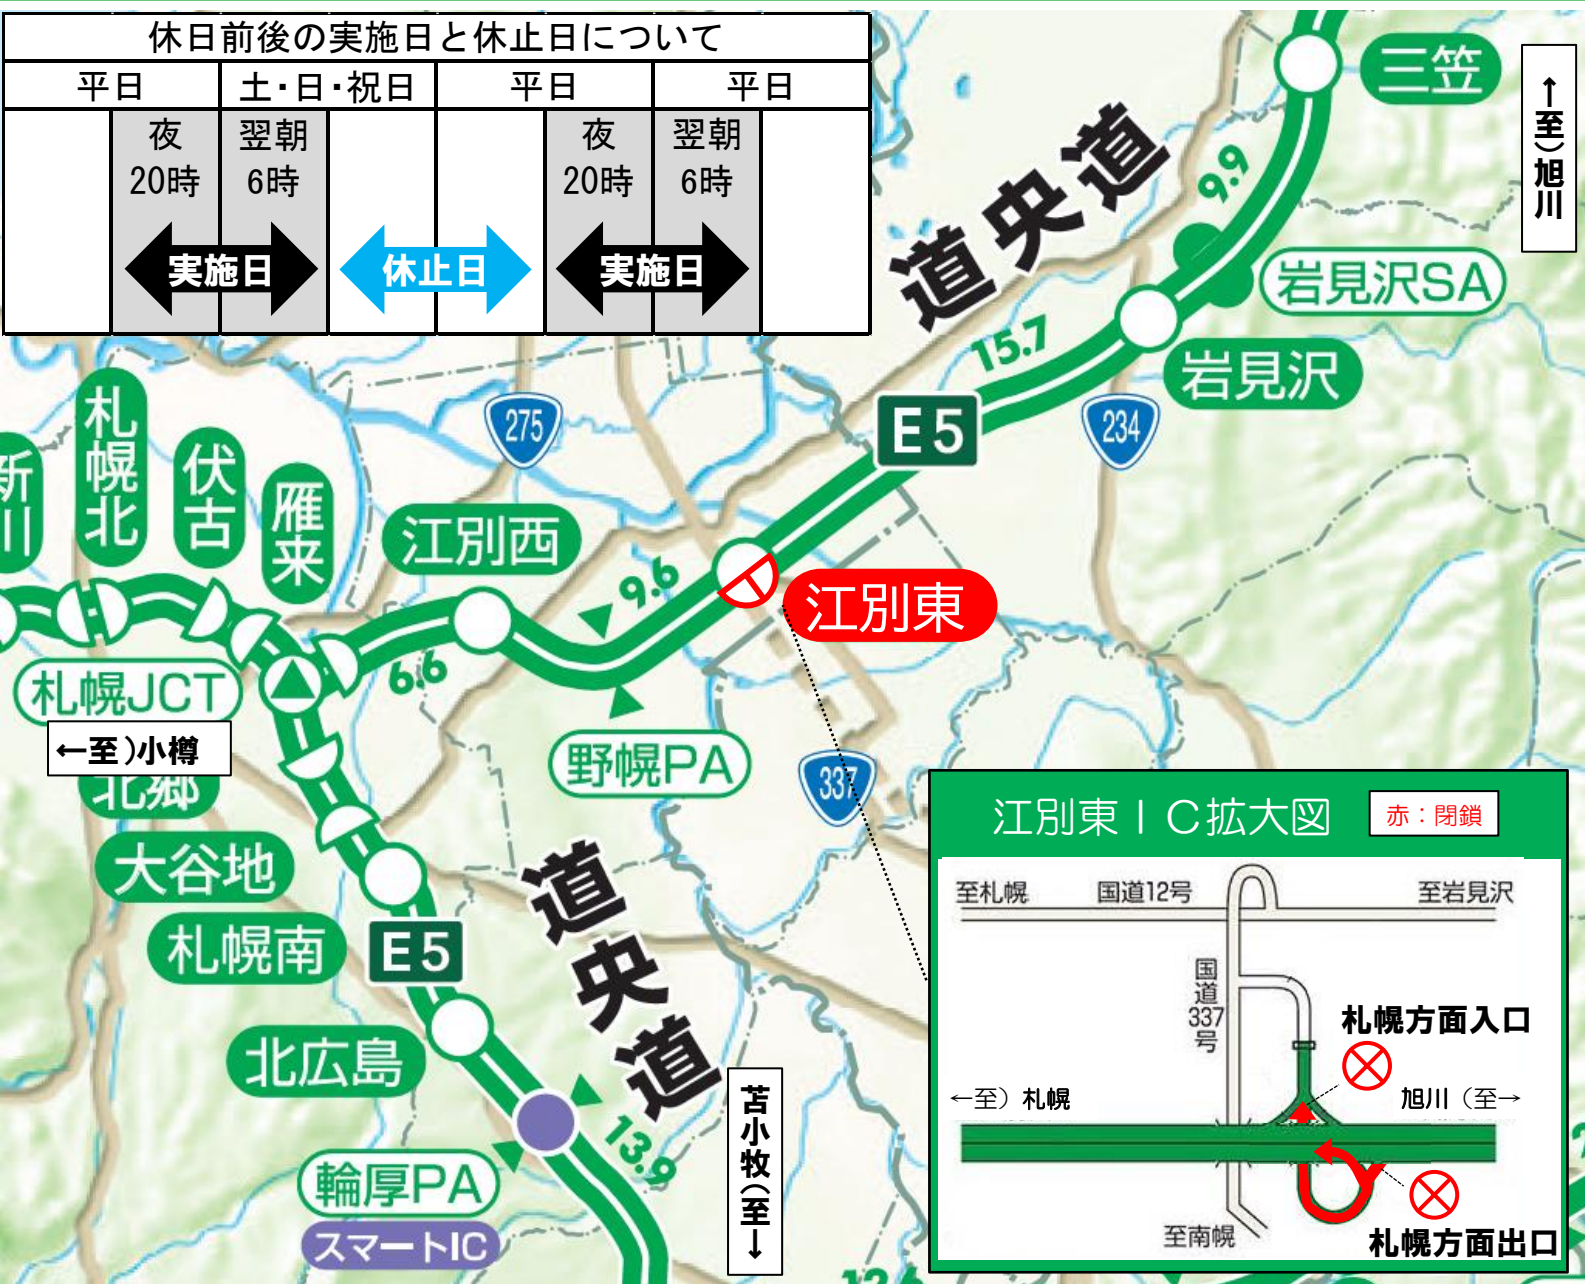 休日前後の実施日と休止日について
平日 土・日・祝日 平日 平日
夜 翌朝 夜 翌朝
20時 6時 20時 6時
実施日 休止日 実施日
三笠
↑至)旭川
9.9
道央道
岩見沢SA
15.7
岩見沢
E5
275
234
新川
札幌北
伏古
雁来
江別西
9.6
江別東
6.6
札幌JCT
←至)小樽
北郷
野幌PA
337
大谷地
札幌南
E5
道央道
北広島
13.9
輪厚PA
スマートIC
苫小牧(至→
江別東IC拡大図
赤:閉鎖
至札幌 国道12号 至岩見沢
国道337号
札幌方面入口
←至) 札幌
旭川 (至→
至南幌
札幌方面出口